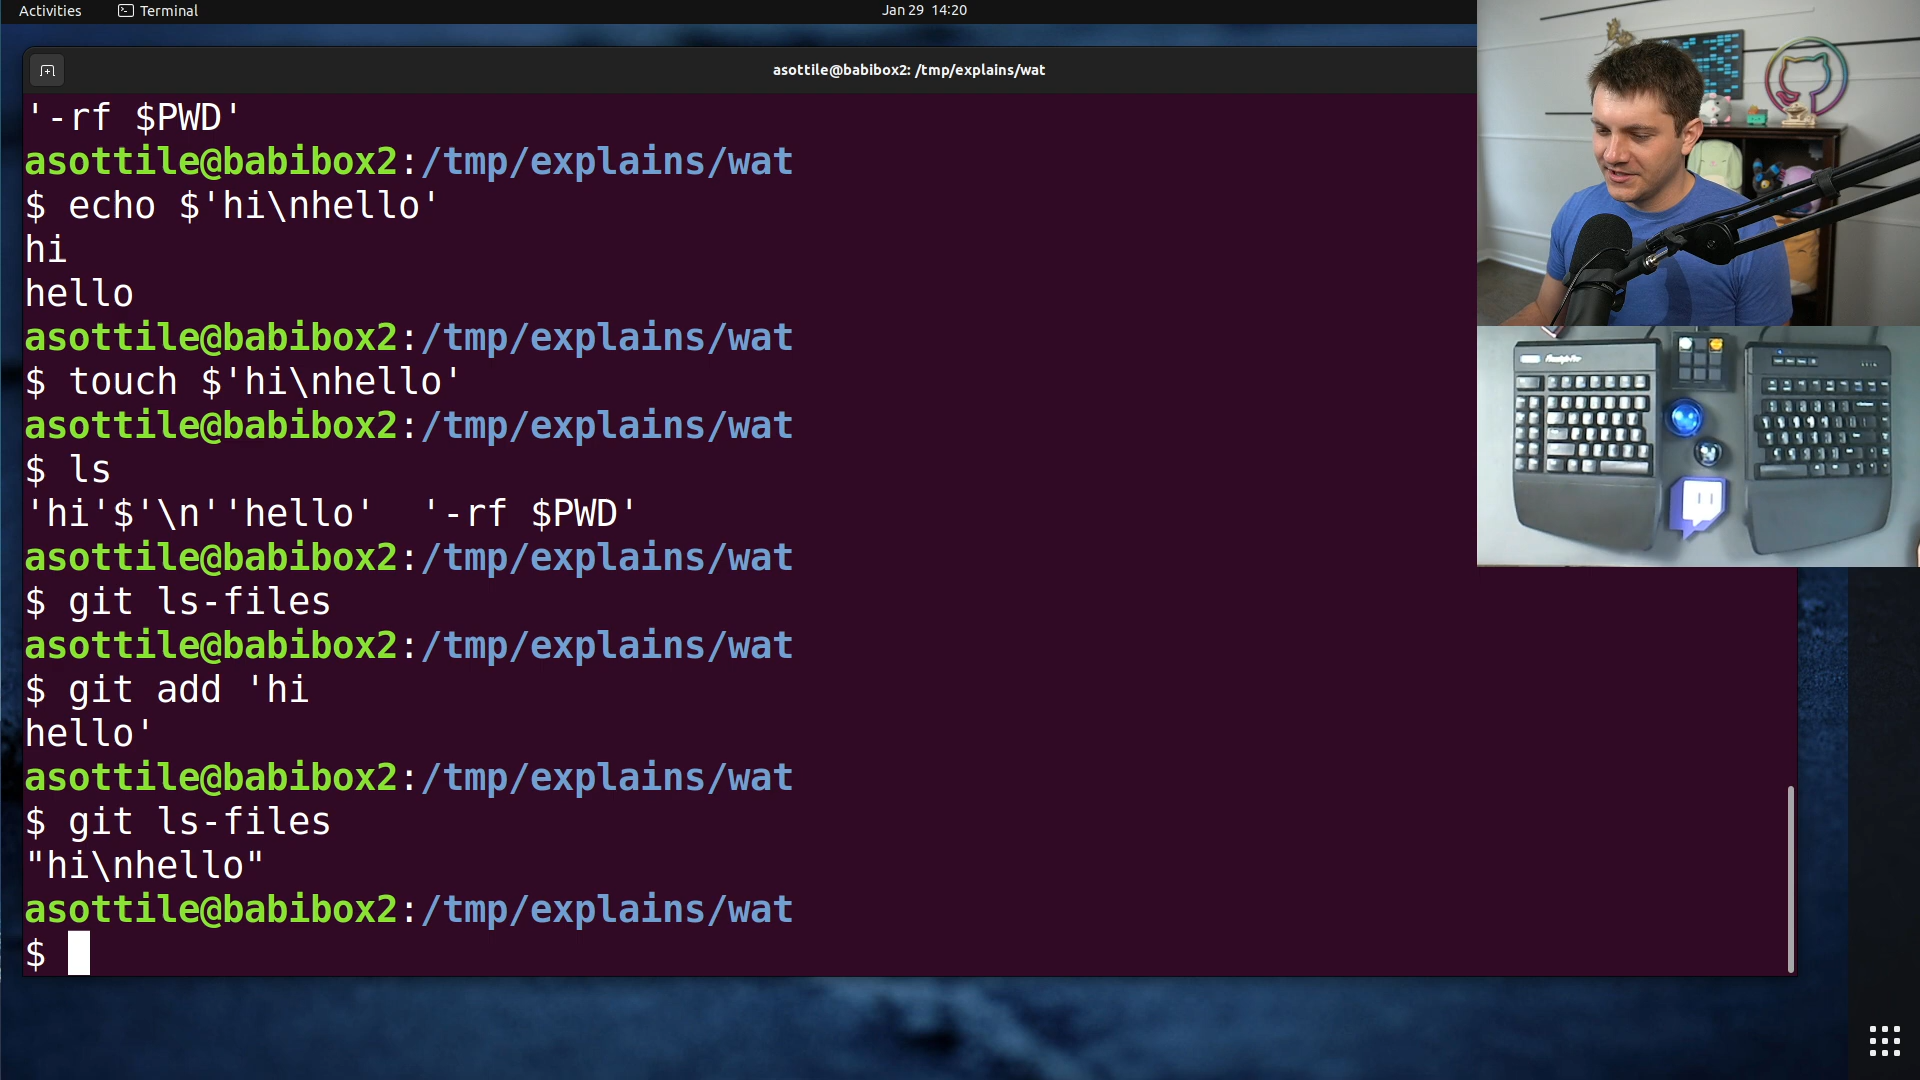 Activities
Terminal
Jan 29 14:20
asottile@babibox2: /tmp/explains/wat
'-rf $PWD'
asottile@babibox2:/tmp/explains/wat
$ echo $'hi\nhello'
hi
hello
asottile@babibox2:/tmp/explains/wat
$ touch $'hi\nhello'
asottile@babibox2:/tmp/explains/wat
$ ls
'hi'$'\n''hello'  '-rf $PWD'
asottile@babibox2:/tmp/explains/wat
$ git ls-files
asottile@babibox2:/tmp/explains/wat
$ git add 'hi
hello'
asottile@babibox2:/tmp/explains/wat
$ git ls-files
"hi\nhello"
asottile@babibox2:/tmp/explains/wat
$